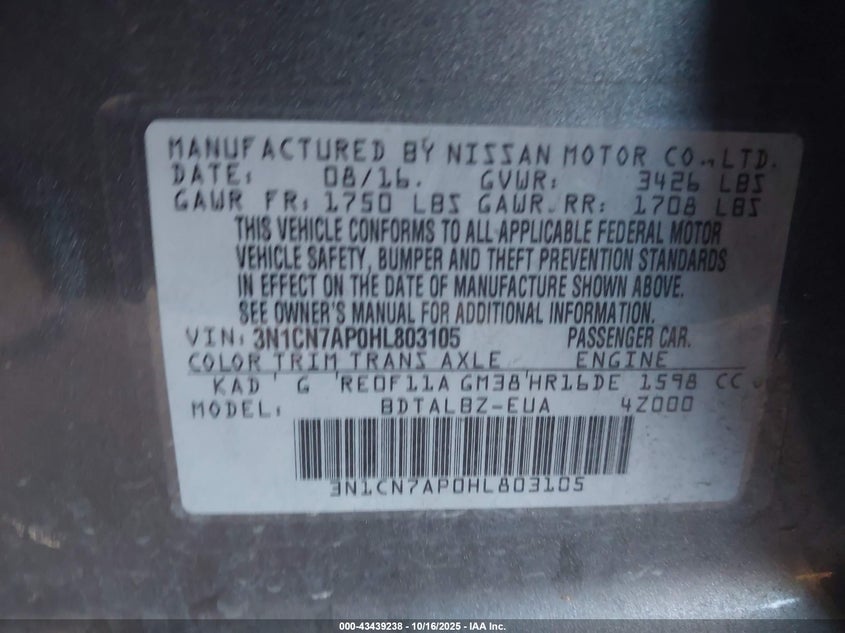 MANUFACTURED BY NISSAN MOTOR CO., LTD.
DATE: 08/16. GVWR: 3426 LBS
GAWR FR: 1750 LBS GAWR. RR: 1708 LBS
THIS VEHICLE CONFORMS TO ALL APPLICABLE FEDERAL MOTOR
VEHICLE SAFETY, BUMPER AND THEFT PREVENTION STANDARDS
IN EFFECT ON THE DATE OF MANUFACTURE SHOWN ABOVE.
SEE OWNER'S MANUAL FOR ADDITIONAL INFORMATION.
VIN: 3N1CN7AP0HL803105 PASSENGER CAR.
COLOR TRIM TRANS AXLE ENGINE
KAD G RE0F11A GM38 HR16DE 1598 CC
MODEL: BDTALBZ-EUA 4Z000
3N1CN7AP0HL803105
000-43439238 - 10/16/2025 - IAA Inc.